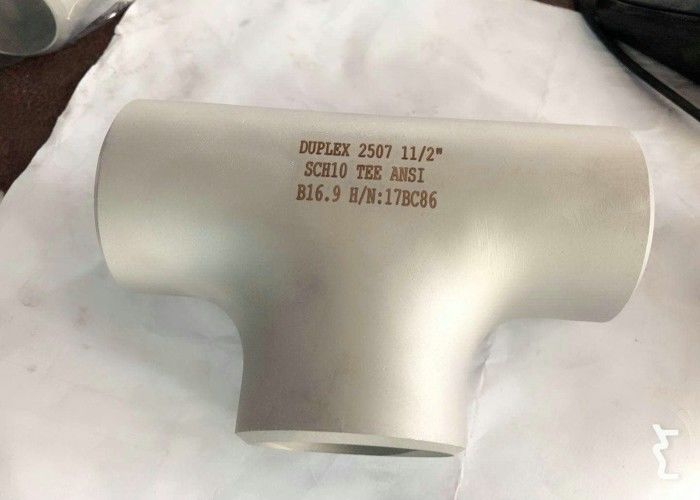 DUPLEX 2507 11/2"
SCH10 TEE ANSI
B16.9 H/N:17BC86